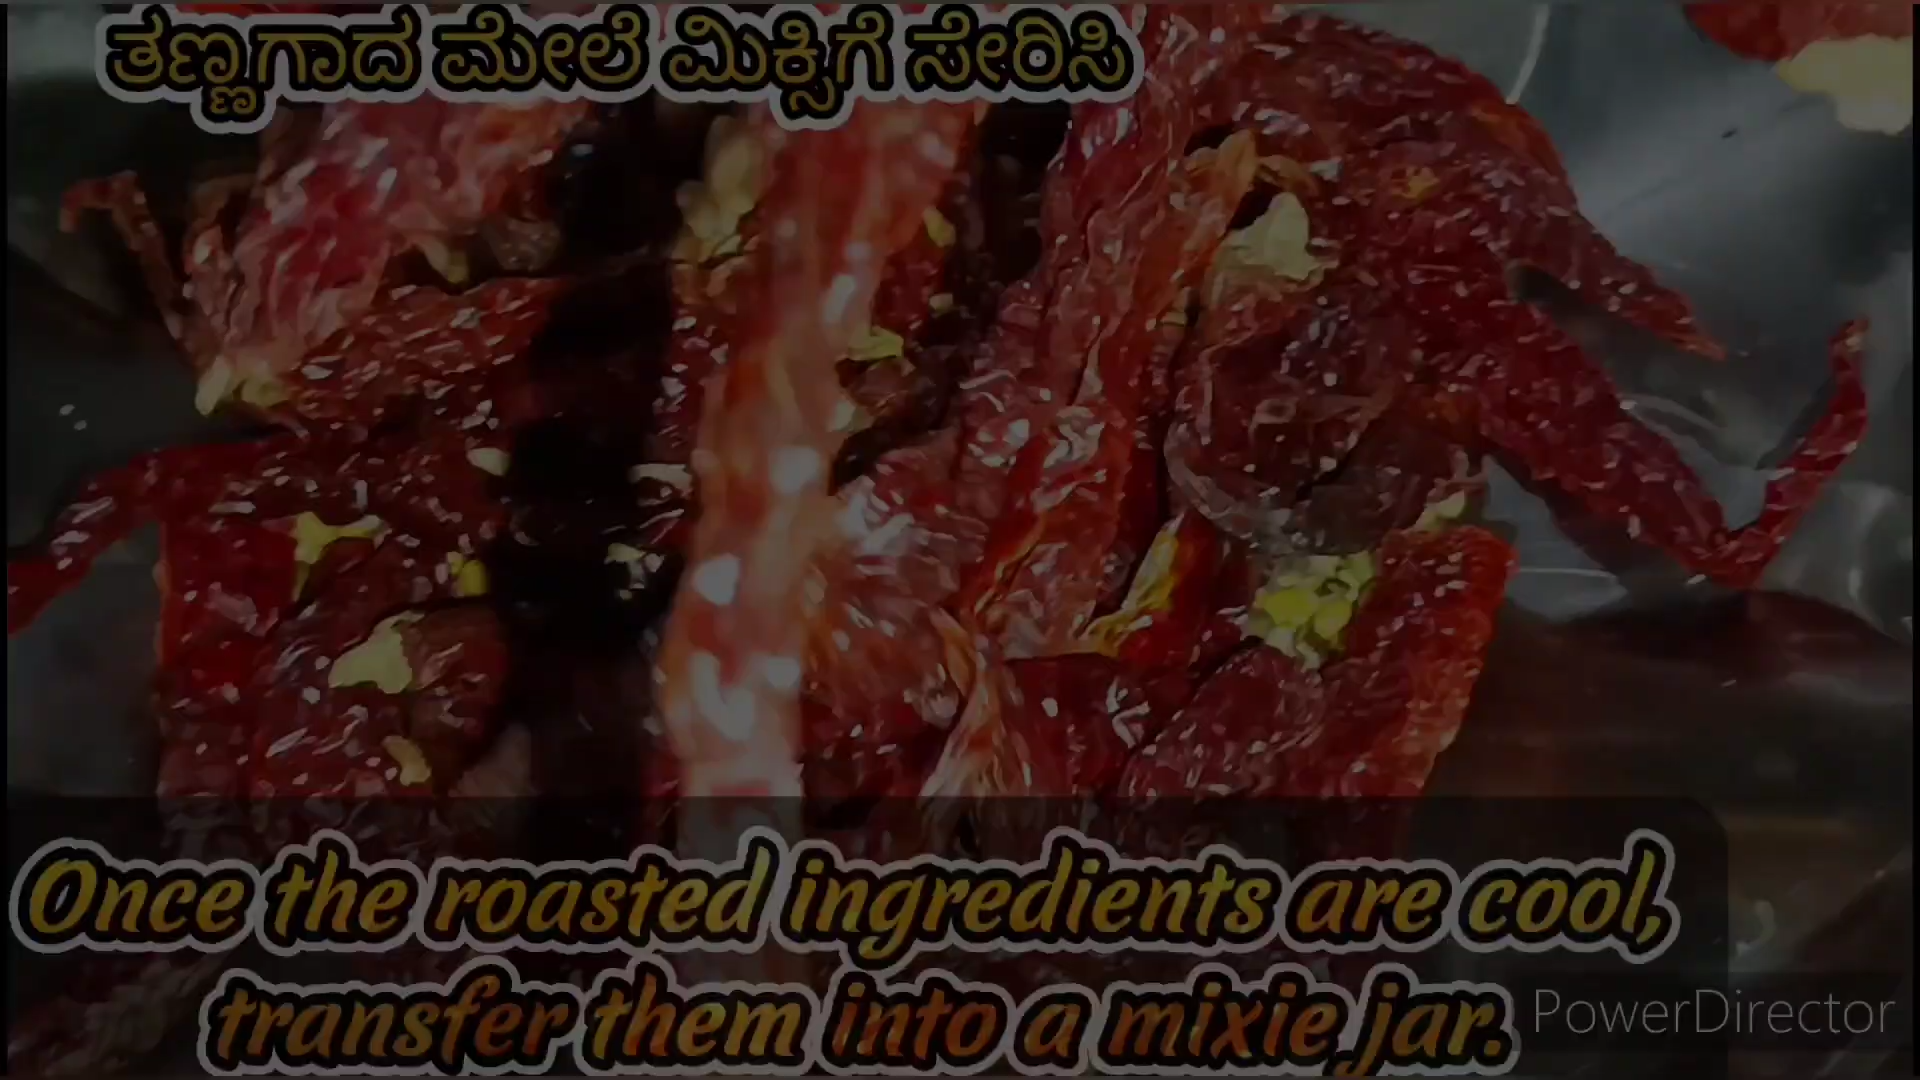 ತಣ್ಣಗಾದ ಮೇಲೆ ಮಿಕ್ಸಿಗೆ ಸೇರಿಸಿ
Once the roasted ingredients are cool,
transfer them into a mixie jar.
PowerDirector